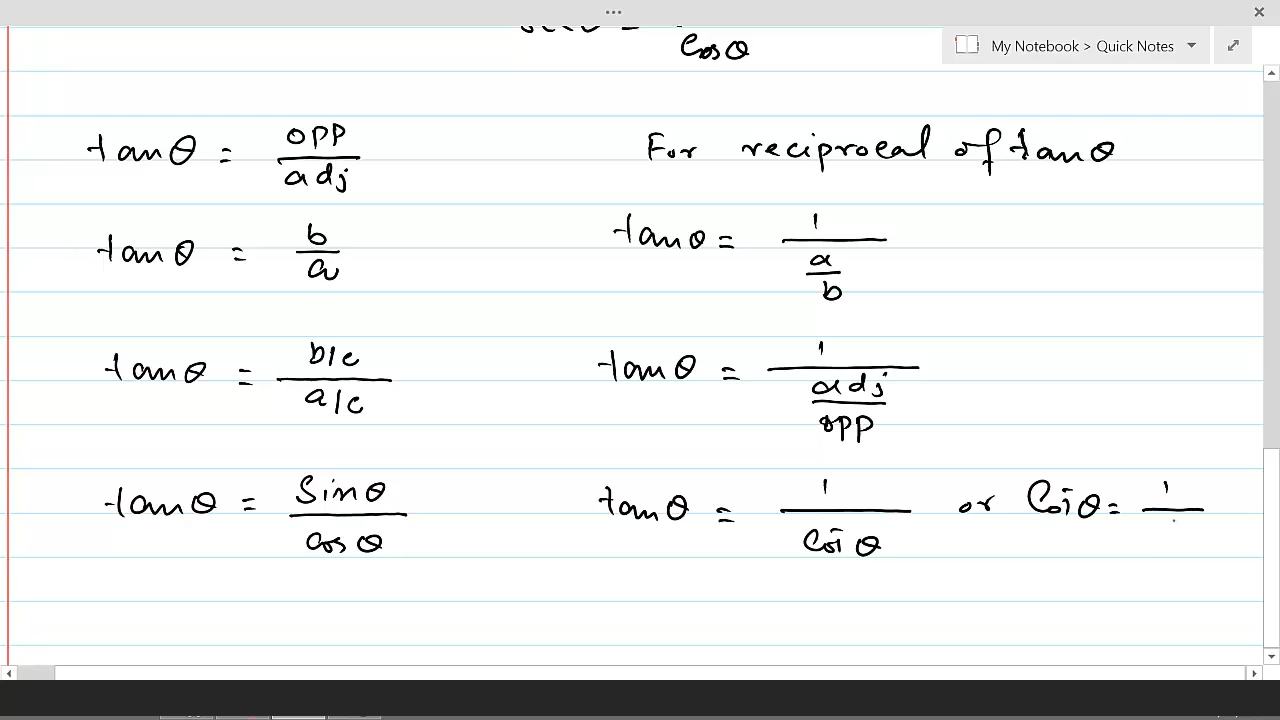 My Notebook > Quick Notes
cosθ
tanθ = opp/adj
For reciprocal of tanθ
tanθ = b/a
tanθ = 1/(a/b)
tanθ = (b/c)/(a/c)
tanθ = 1/(adj/opp)
tanθ = Sinθ/cosθ
tanθ = 1/Cotθ or Cotθ = 1/